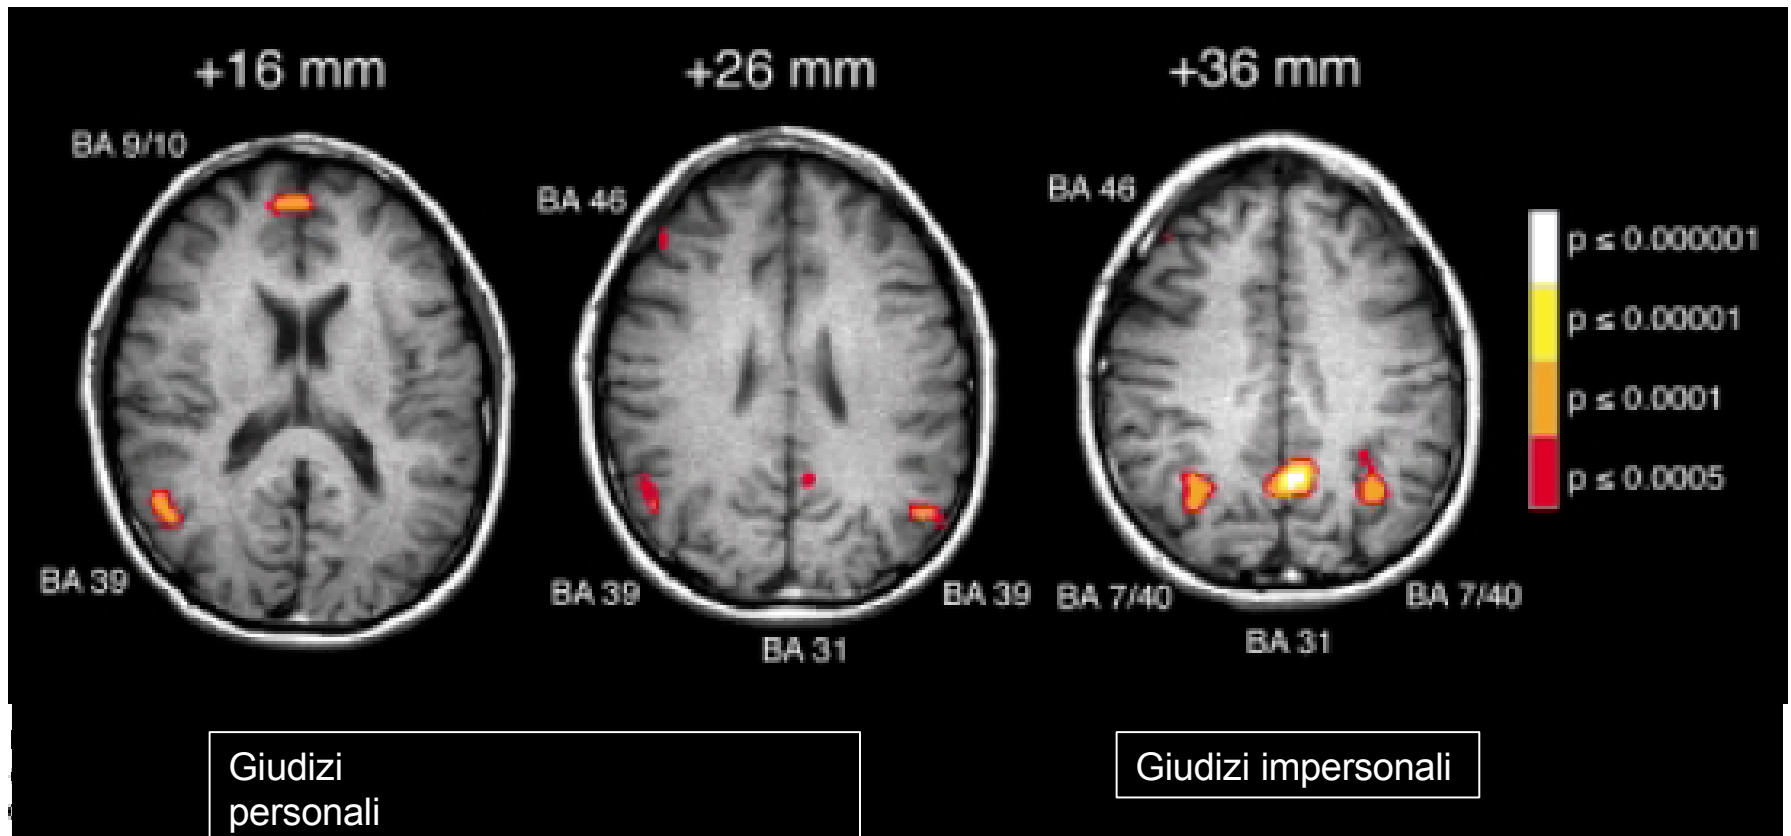 +16 mm
+26 mm
+36 mm
BA 9/10
BA 46
BA 46
p ≤ 0.000001
p ≤ 0.00001
p ≤ 0.0001
p ≤ 0.0005
BA 39
BA 39
BA 39
BA 7/40
BA 7/40
BA 31
BA 31
Giudizi
personali
Giudizi impersonali